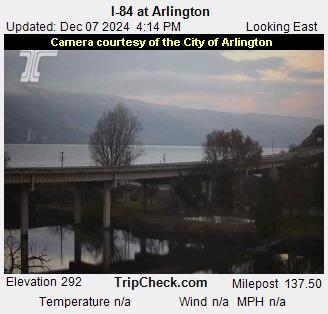 I-84 at Arlington
Updated: Dec 07 2024 4:14 PM Looking East
Camera courtesy of the City of Arlington
Elevation 292 TripCheck.com Milepost 137.50
Temperature n/a Wind n/a MPH n/a